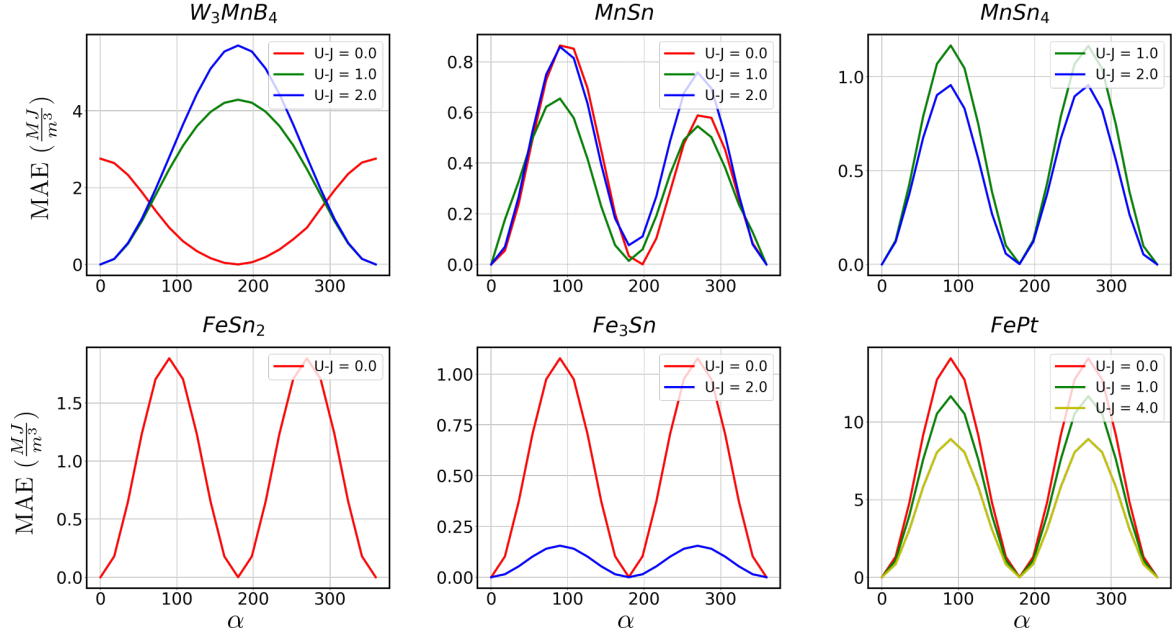 W₃MnB₄
MnSn
MnSn₄
MAE (MJ/m³)
4
2
0
0 100 200 300
U-J = 0.0
U-J = 1.0
U-J = 2.0
0.8
0.6
0.4
0.2
0.0
0 100 200 300
U-J = 0.0
U-J = 1.0
U-J = 2.0
1.0
0.5
0.0
0 100 200 300
U-J = 1.0
U-J = 2.0
FeSn₂
Fe₃Sn
FePt
MAE (MJ/m³)
1.5
1.0
0.5
0.0
0 100 200 300
α
U-J = 0.0
1.00
0.75
0.50
0.25
0.00
0 100 200 300
α
U-J = 0.0
U-J = 2.0
10
5
0
0 100 200 300
α
U-J = 0.0
U-J = 1.0
U-J = 4.0